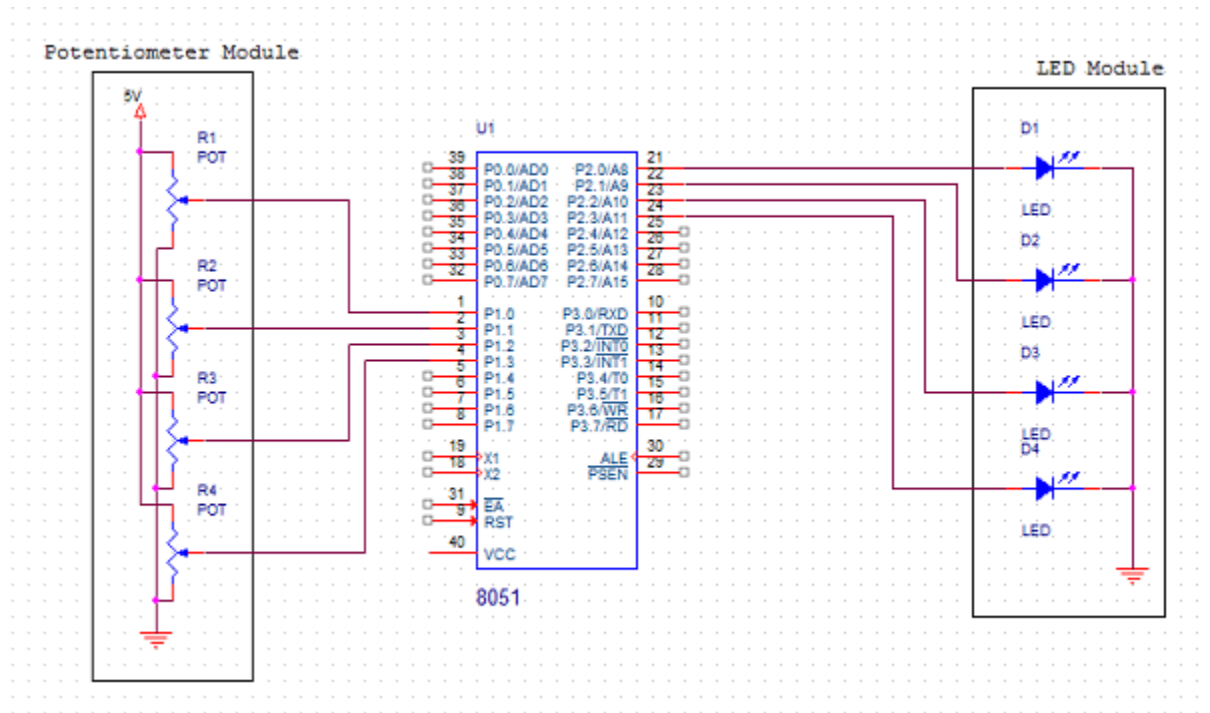 Potentiometer Module
5V
R1
POT
R2
POT
R3
POT
R4
POT
U1
39 P0.0/AD0 P2.0/A8 21
38 P0.1/AD1 P2.1/A9 22
37 P0.2/AD2 P2.2/A10 23
36 P0.3/AD3 P2.3/A11 24
35 P0.4/AD4 P2.4/A12 25
34 P0.5/AD5 P2.5/A13 26
33 P0.6/AD6 P2.6/A14 27
32 P0.7/AD7 P2.7/A15 28
1 P1.0 P3.0/RXD 10
2 P1.1 P3.1/TXD 11
3 P1.2 P3.2/INT0 12
4 P1.3 P3.3/INT1 13
5 P1.4 P3.4/T0 14
6 P1.5 P3.5/T1 15
7 P1.6 P3.6/WR 16
8 P1.7 P3.7/RD 17
19 X1 ALE 30
18 X2 PSEN 29
31 EA
9 RST
40 VCC
8051
LED Module
D1
LED
D2
LED
D3
LED
D4
LED